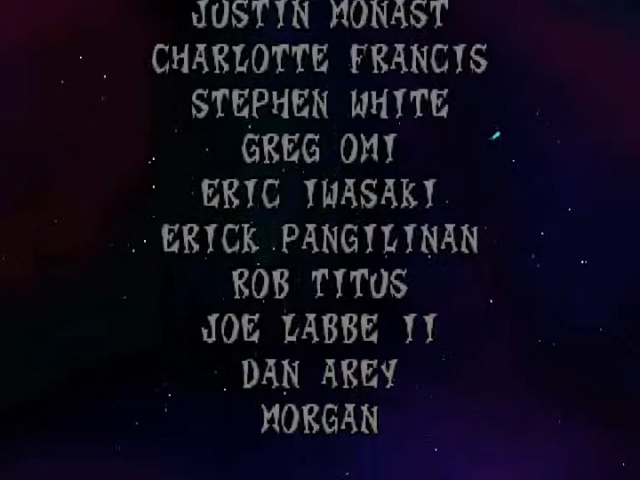 JUSTIN MONAST
CHARLOTTE FRANCIS
STEPHEN WHITE
GREG OMI
ERIC IWASAKI
ERICK PANGILINAN
ROB TITUS
JOE LABBE II
DAN AREY
MORGAN